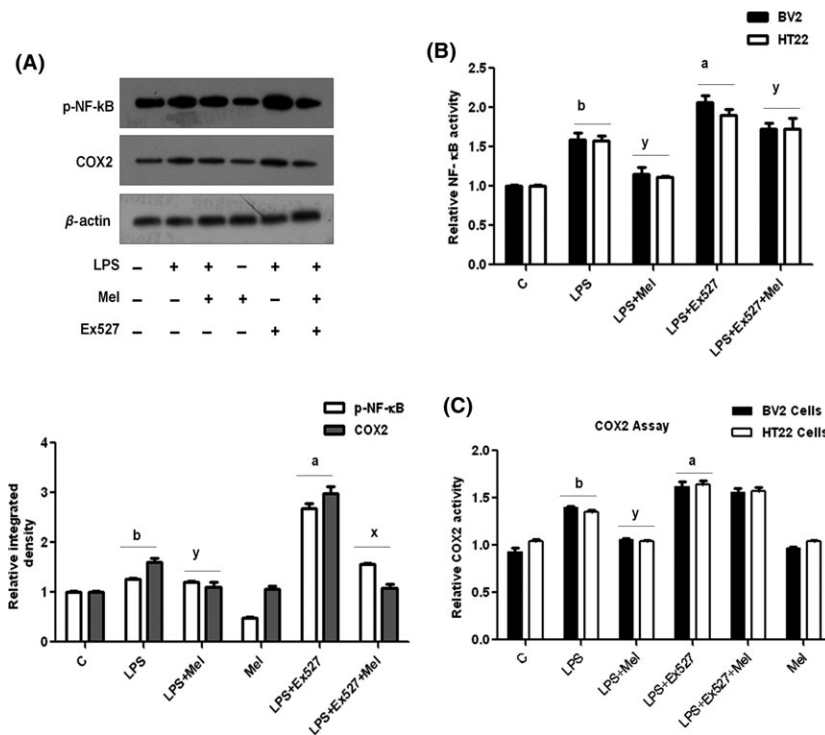 (A)
p-NF-kB
COX2
β-actin
LPS – + + – + +
Mel – – + + – +
Ex527 – – – – + +
p-NF-κB
COX2
Relative integrated
density
4
3
2
1
0
b
y
a
x
C
LPS
LPS+Mel
Mel
LPS+Ex527
LPS+Ex527+Mel
(B)
BV2
HT22
Relative NF- κB activity
2.5
2.0
1.5
1.0
0.5
0.0
b
y
a
y
C
LPS
LPS+Mel
LPS+Ex527
LPS+Ex527+Mel
(C)
COX2 Assay
BV2 Cells
HT22 Cells
Relative COX2 activity
2.0
1.5
1.0
0.5
0.0
b
y
a
C
LPS
LPS+Mel
LPS+Ex527
LPS+Ex527+Mel
Mel